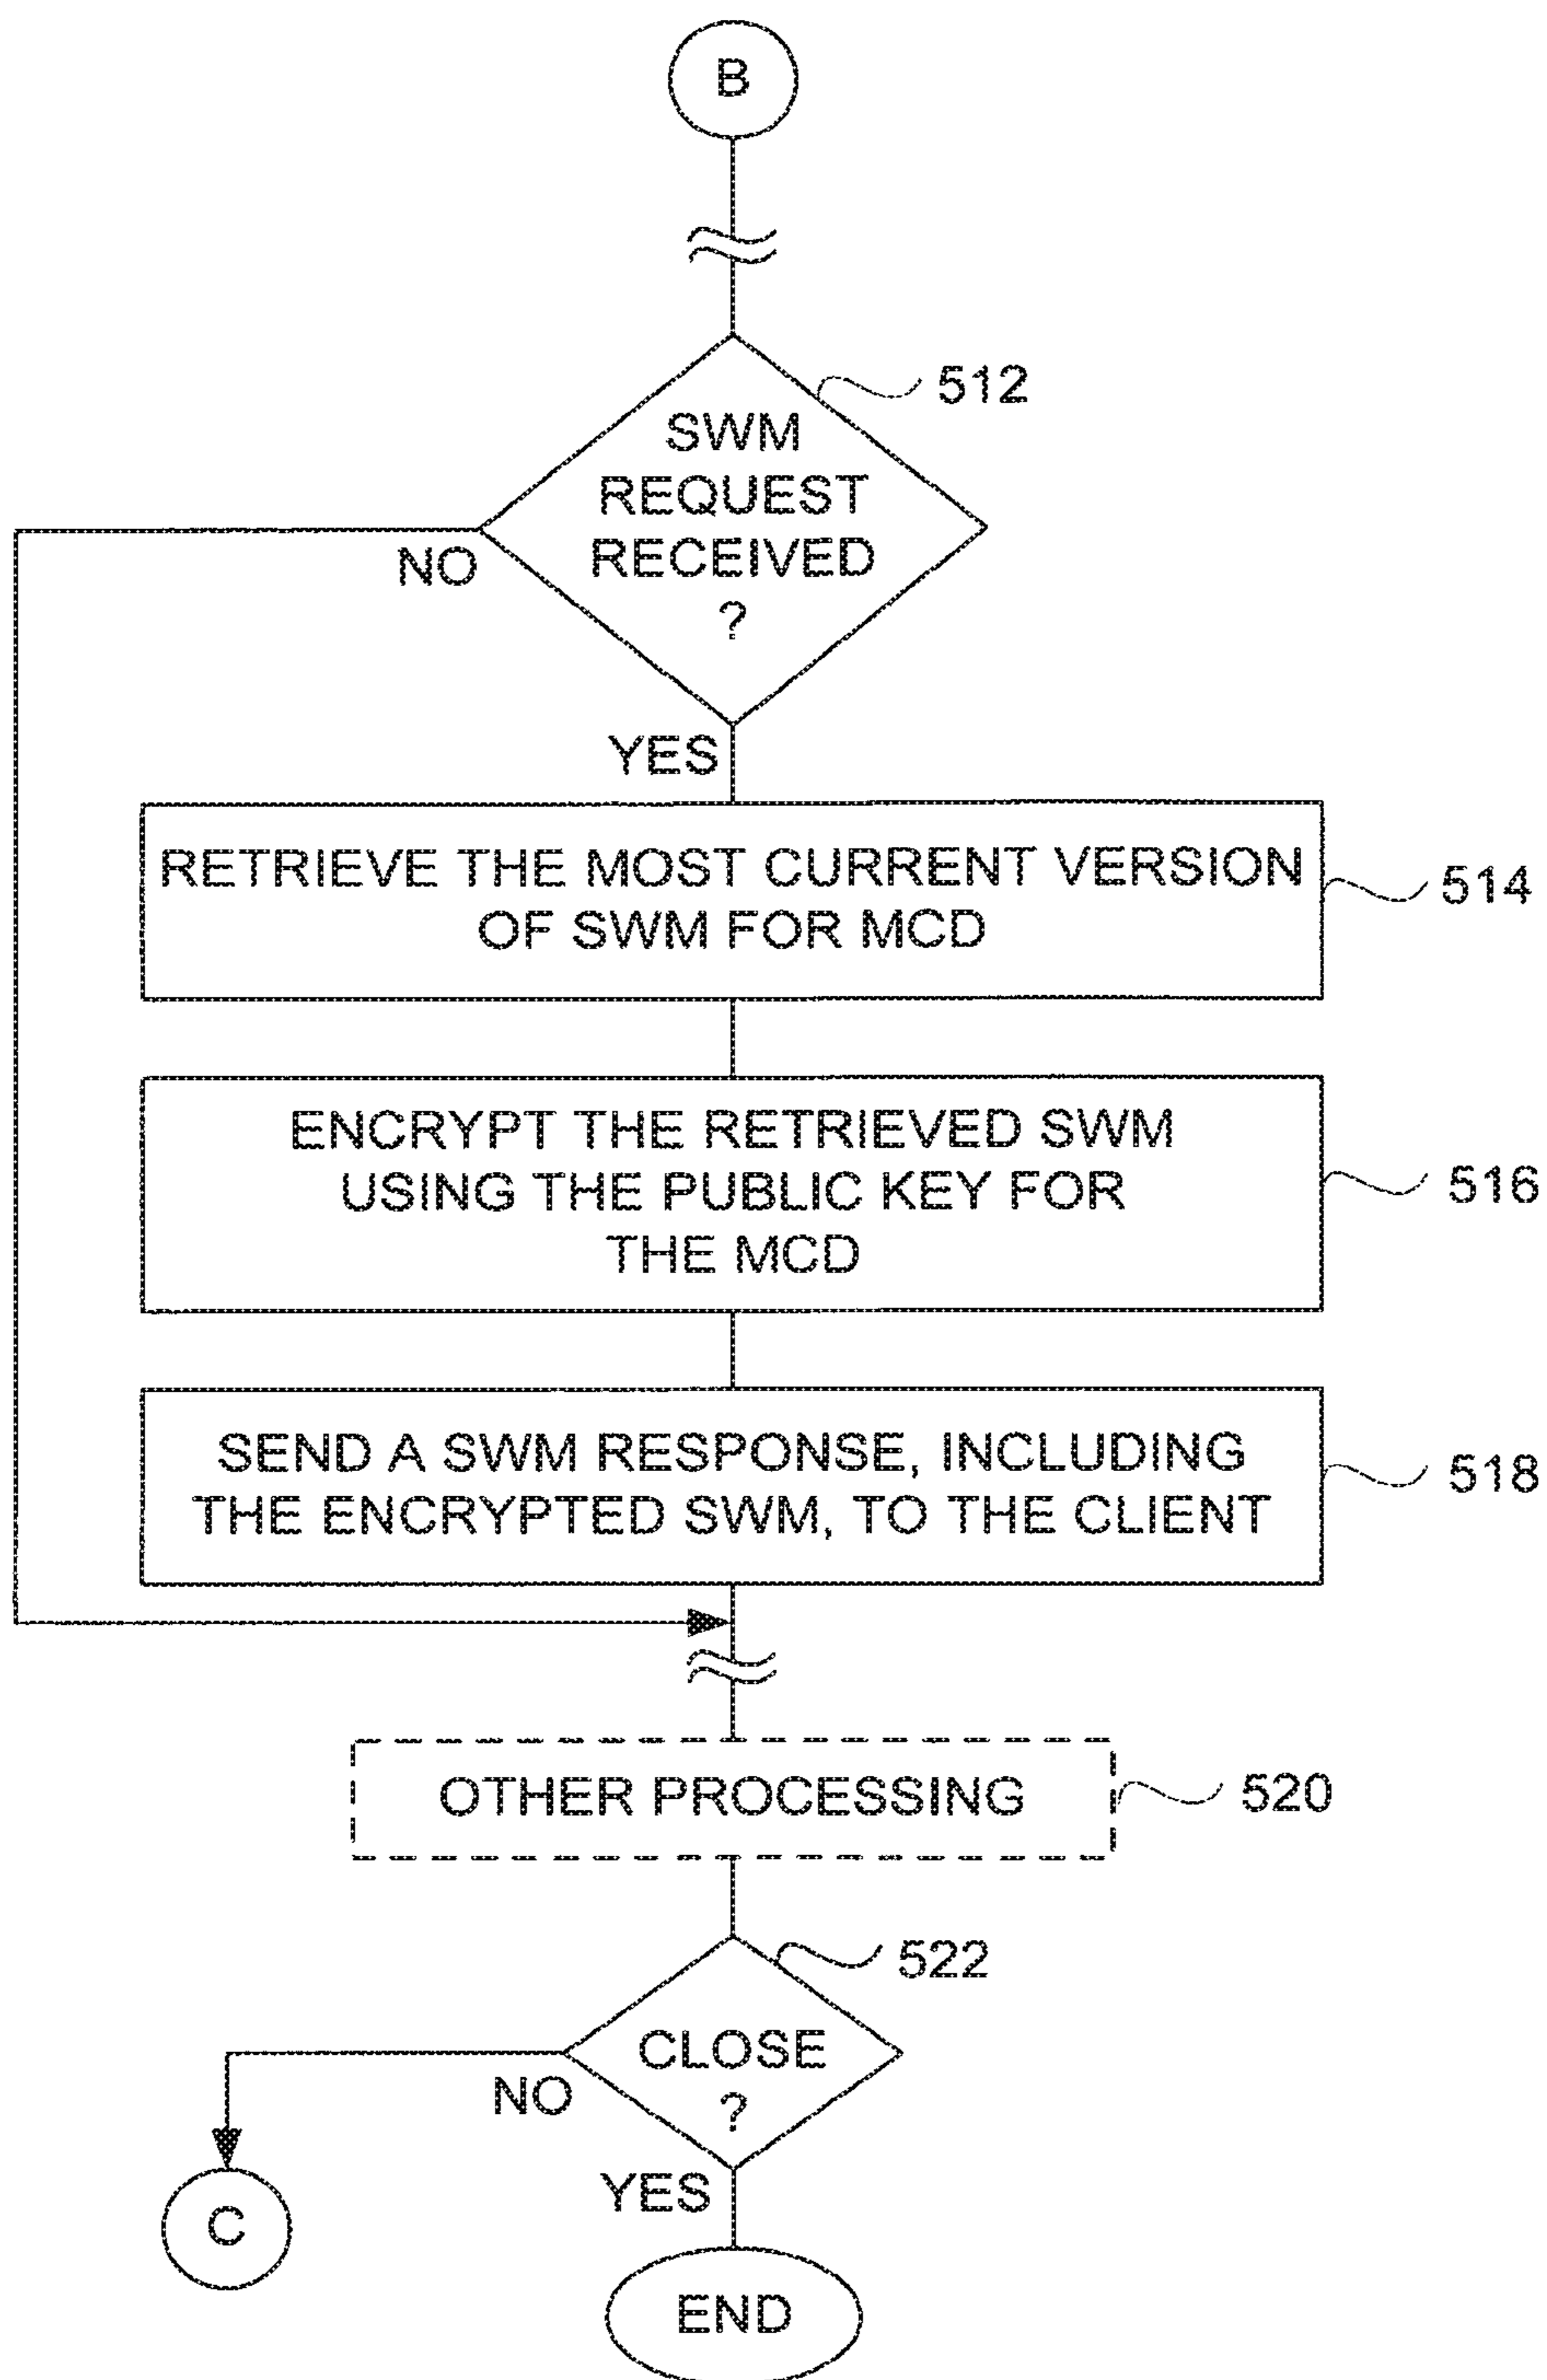 B
512
SWM
REQUEST
RECEIVED
?
NO
YES
RETRIEVE THE MOST CURRENT VERSION
OF SWM FOR MCD
514
ENCRYPT THE RETRIEVED SWM
USING THE PUBLIC KEY FOR
THE MCD
516
SEND A SWM RESPONSE, INCLUDING
THE ENCRYPTED SWM, TO THE CLIENT
518
OTHER PROCESSING
520
522
CLOSE
?
NO
YES
C
END